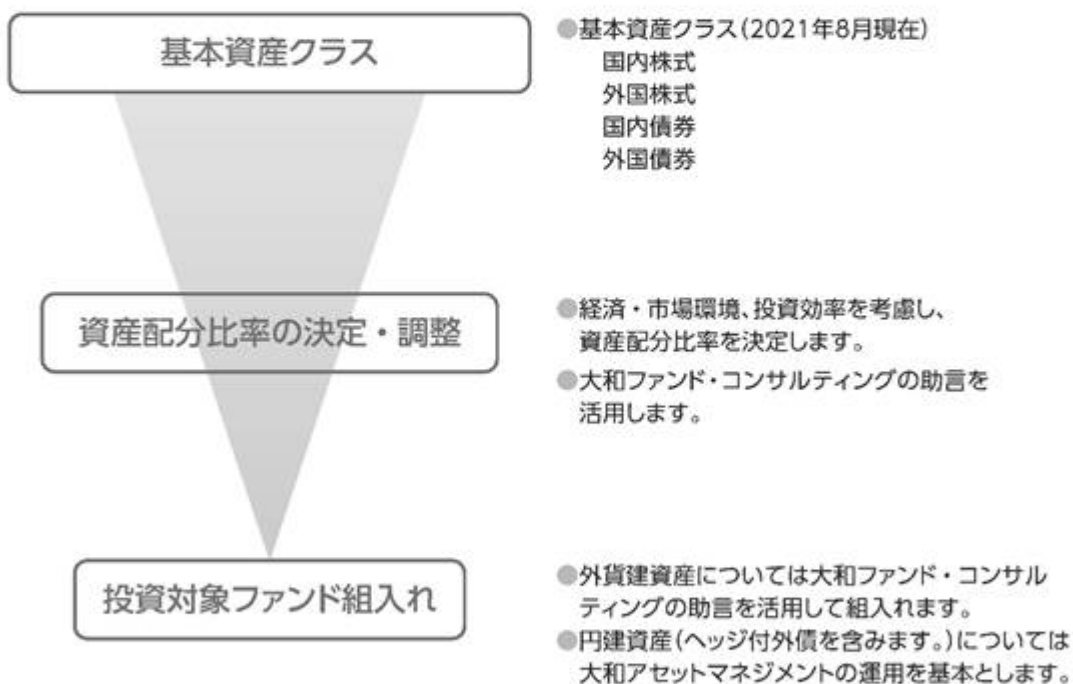 基本資産クラス
●基本資産クラス(2021年8月現在)
国内株式
外国株式
国内債券
外国債券
資産配分比率の決定・調整
●経済・市場環境、投資効率を考慮し、
資産配分比率を決定します。
●大和ファンド・コンサルティングの助言を
活用します。
投資対象ファンド組入れ
●外貨建資産については大和ファンド・コンサル
ティングの助言を活用して組入れます。
●円建資産(ヘッジ付外債を含みます。)については
大和アセットマネジメントの運用を基本とします。